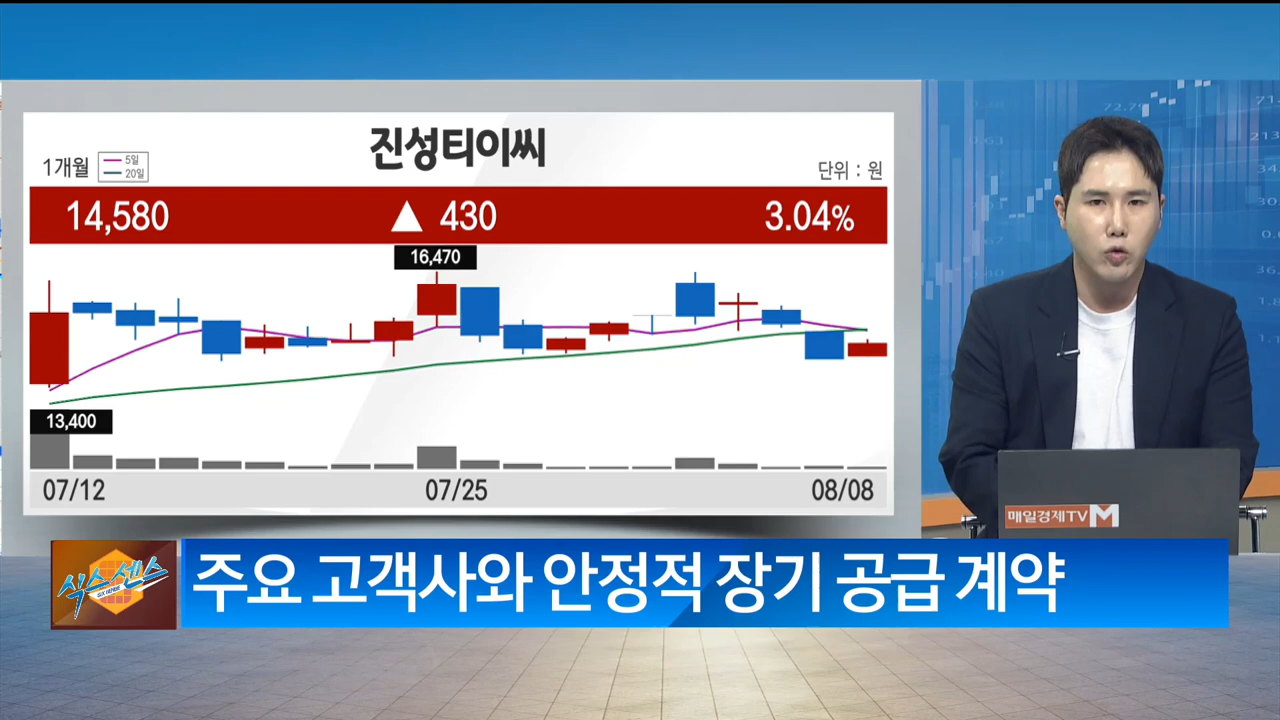 진성티이씨
1개월
5일
20일
단위 : 원
14,580 ▲ 430 3.04%
16,470
13,400
07/12 07/25 08/08
매일경제TV M
식스센스
SIX SENSE
주요 고객사와 안정적 장기 공급 계약
72.7